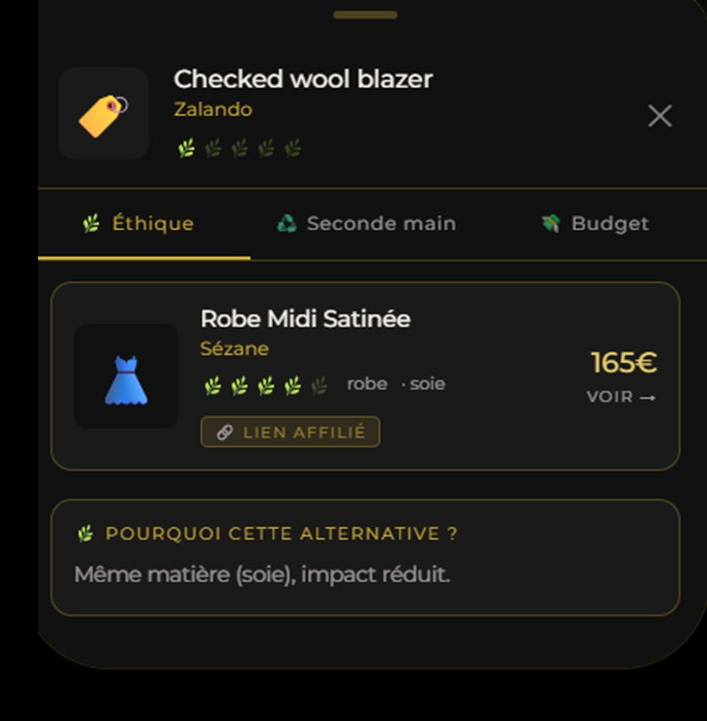 Checked wool blazer
Zalando
Éthique
Seconde main
Budget
Robe Midi Satinée
Sézane
robe · soie
165€
VOIR →
LIEN AFFILIÉ
POURQUOI CETTE ALTERNATIVE ?
Même matière (soie), impact réduit.